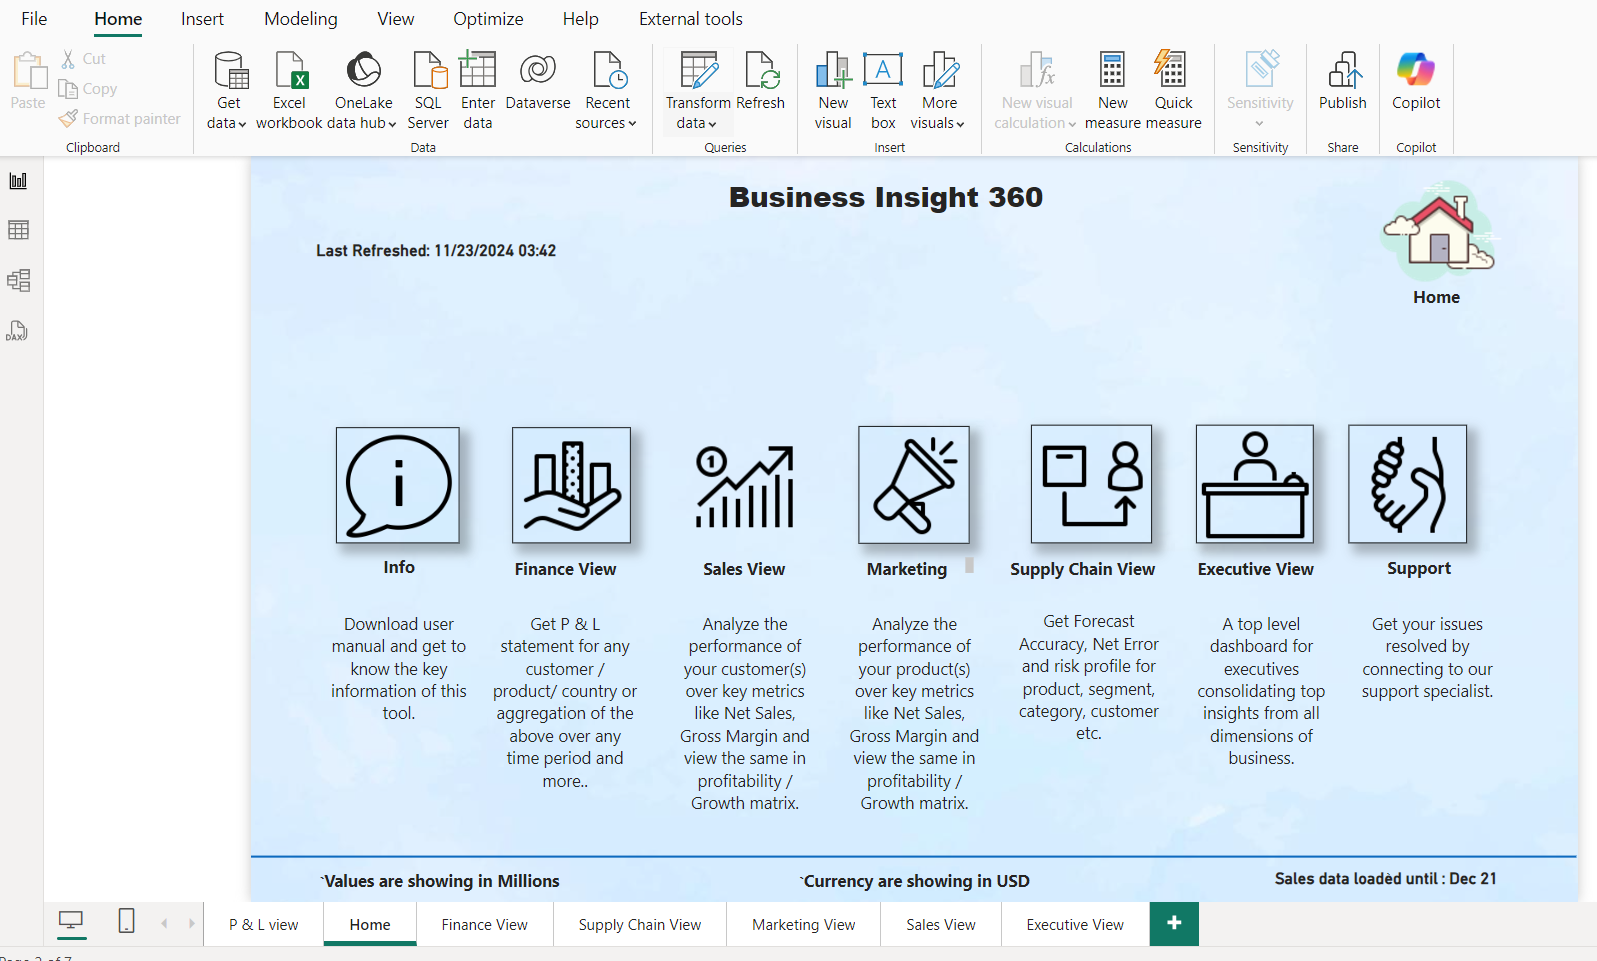 File Home Insert Modeling View Optimize Help External tools
Paste
Cut
Copy
Format painter
Clipboard
Get data
Excel workbook
OneLake data hub
SQL Server
Enter data
Dataverse
Recent sources
Data
Transform data
Refresh
Queries
New visual
Text box
More visuals
Insert
New visual calculation
New measure
Quick measure
Calculations
Sensitivity
Sensitivity
Publish
Share
Copilot
Copilot
DAX
Business Insight 360
Last Refreshed: 11/23/2024 03:42
Home
Info
Download user
manual and get to
know the key
information of this
tool.
Finance View
Get P & L
statement for any
customer /
product/ country or
aggregation of the
above over any
time period and
more..
1
Sales View
Analyze the
performance of
your customer(s)
over key metrics
like Net Sales,
Gross Margin and
view the same in
profitability /
Growth matrix.
Marketing
Analyze the
performance of
your product(s)
over key metrics
like Net Sales,
Gross Margin and
view the same in
profitability /
Growth matrix.
Supply Chain View
Get Forecast
Accuracy, Net Error
and risk profile for
product, segment,
category, customer
etc.
Executive View
A top level
dashboard for
executives
consolidating top
insights from all
dimensions of
business.
Support
Get your issues
resolved by
connecting to our
support specialist.
`Values are showing in Millions
`Currency are showing in USD
Sales data loaded until : Dec 21
P & L view Home Finance View Supply Chain View Marketing View Sales View Executive View